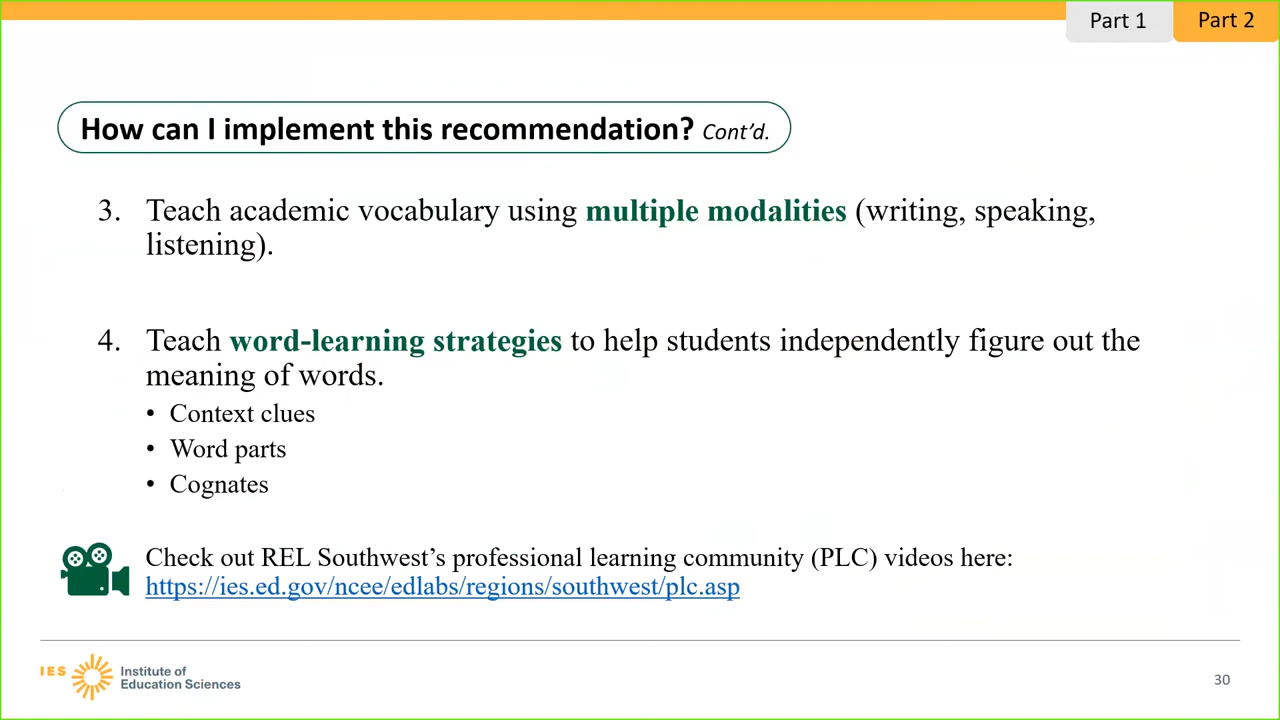 Part 1
Part 2
How can I implement this recommendation? Cont’d.
3. Teach academic vocabulary using multiple modalities (writing, speaking,
listening).
4. Teach word-learning strategies to help students independently figure out the
meaning of words.
• Context clues
• Word parts
• Cognates
Check out REL Southwest’s professional learning community (PLC) videos here:
https://ies.ed.gov/ncee/edlabs/regions/southwest/plc.asp
IES
Institute of
Education Sciences
30